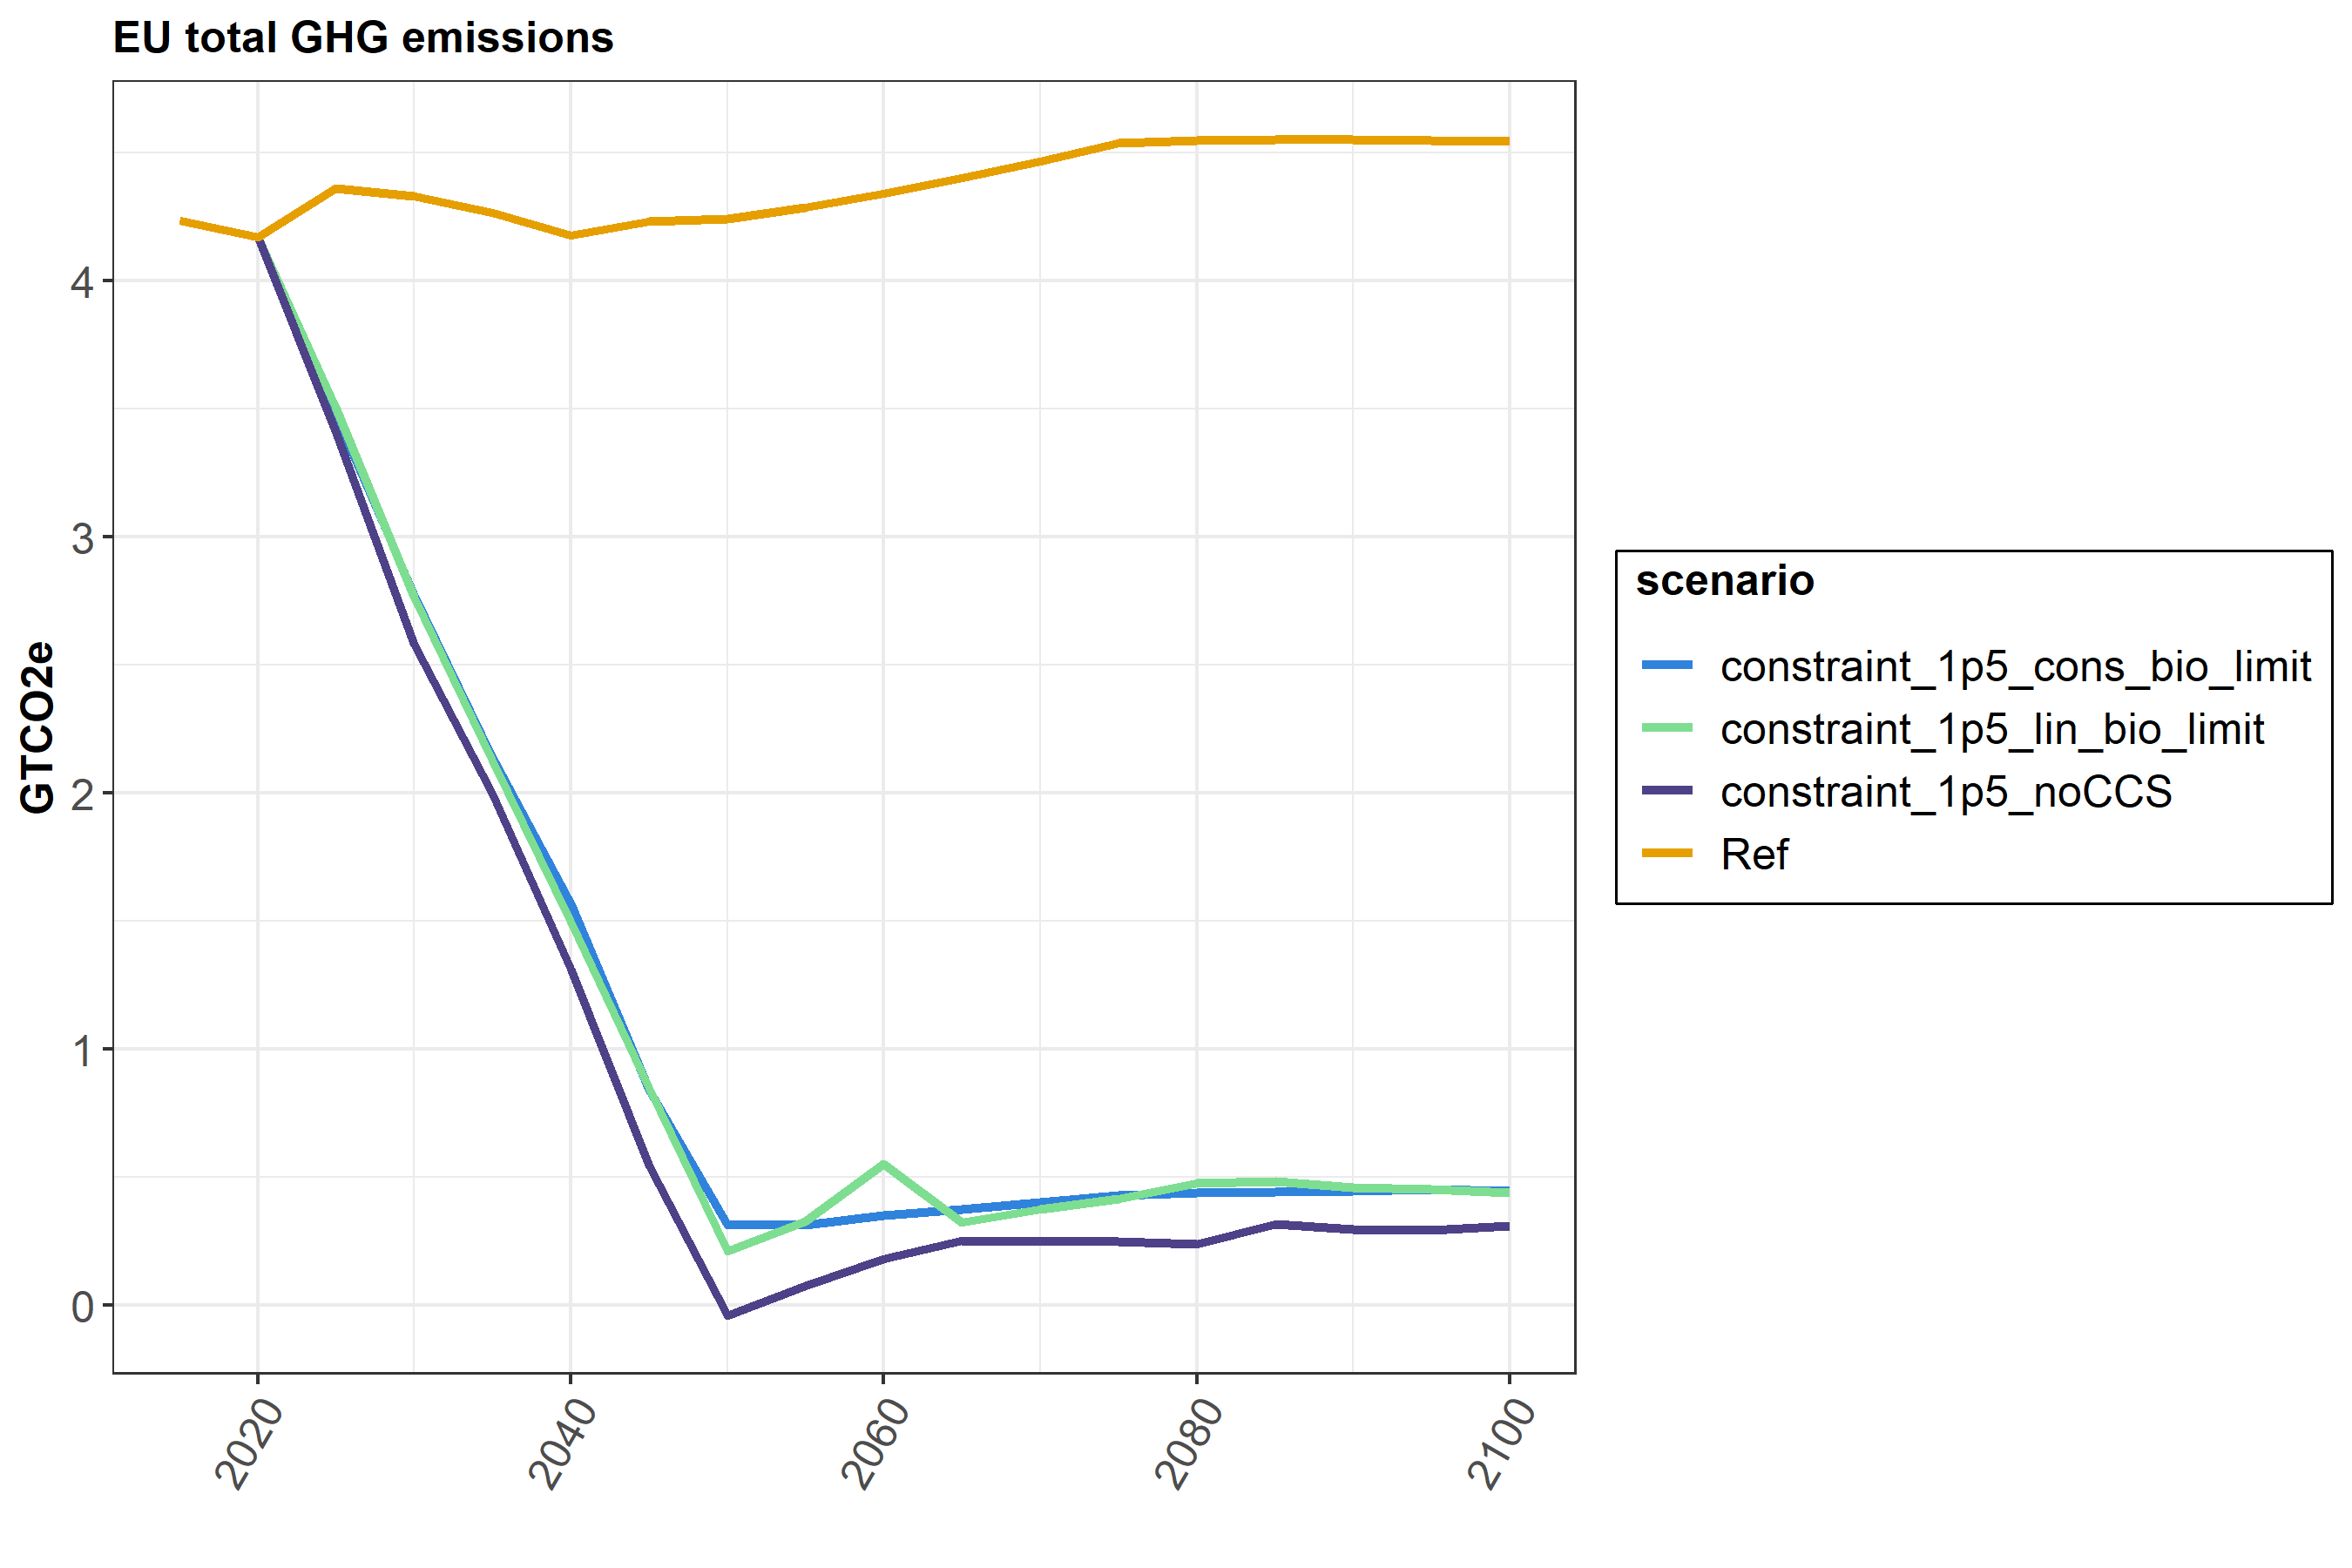 EU total GHG emissions
GTCO2e
4
3
2
1
0
2020
2040
2060
2080
2100
scenario
constraint_1p5_cons_bio_limit
constraint_1p5_lin_bio_limit
constraint_1p5_noCCS
Ref